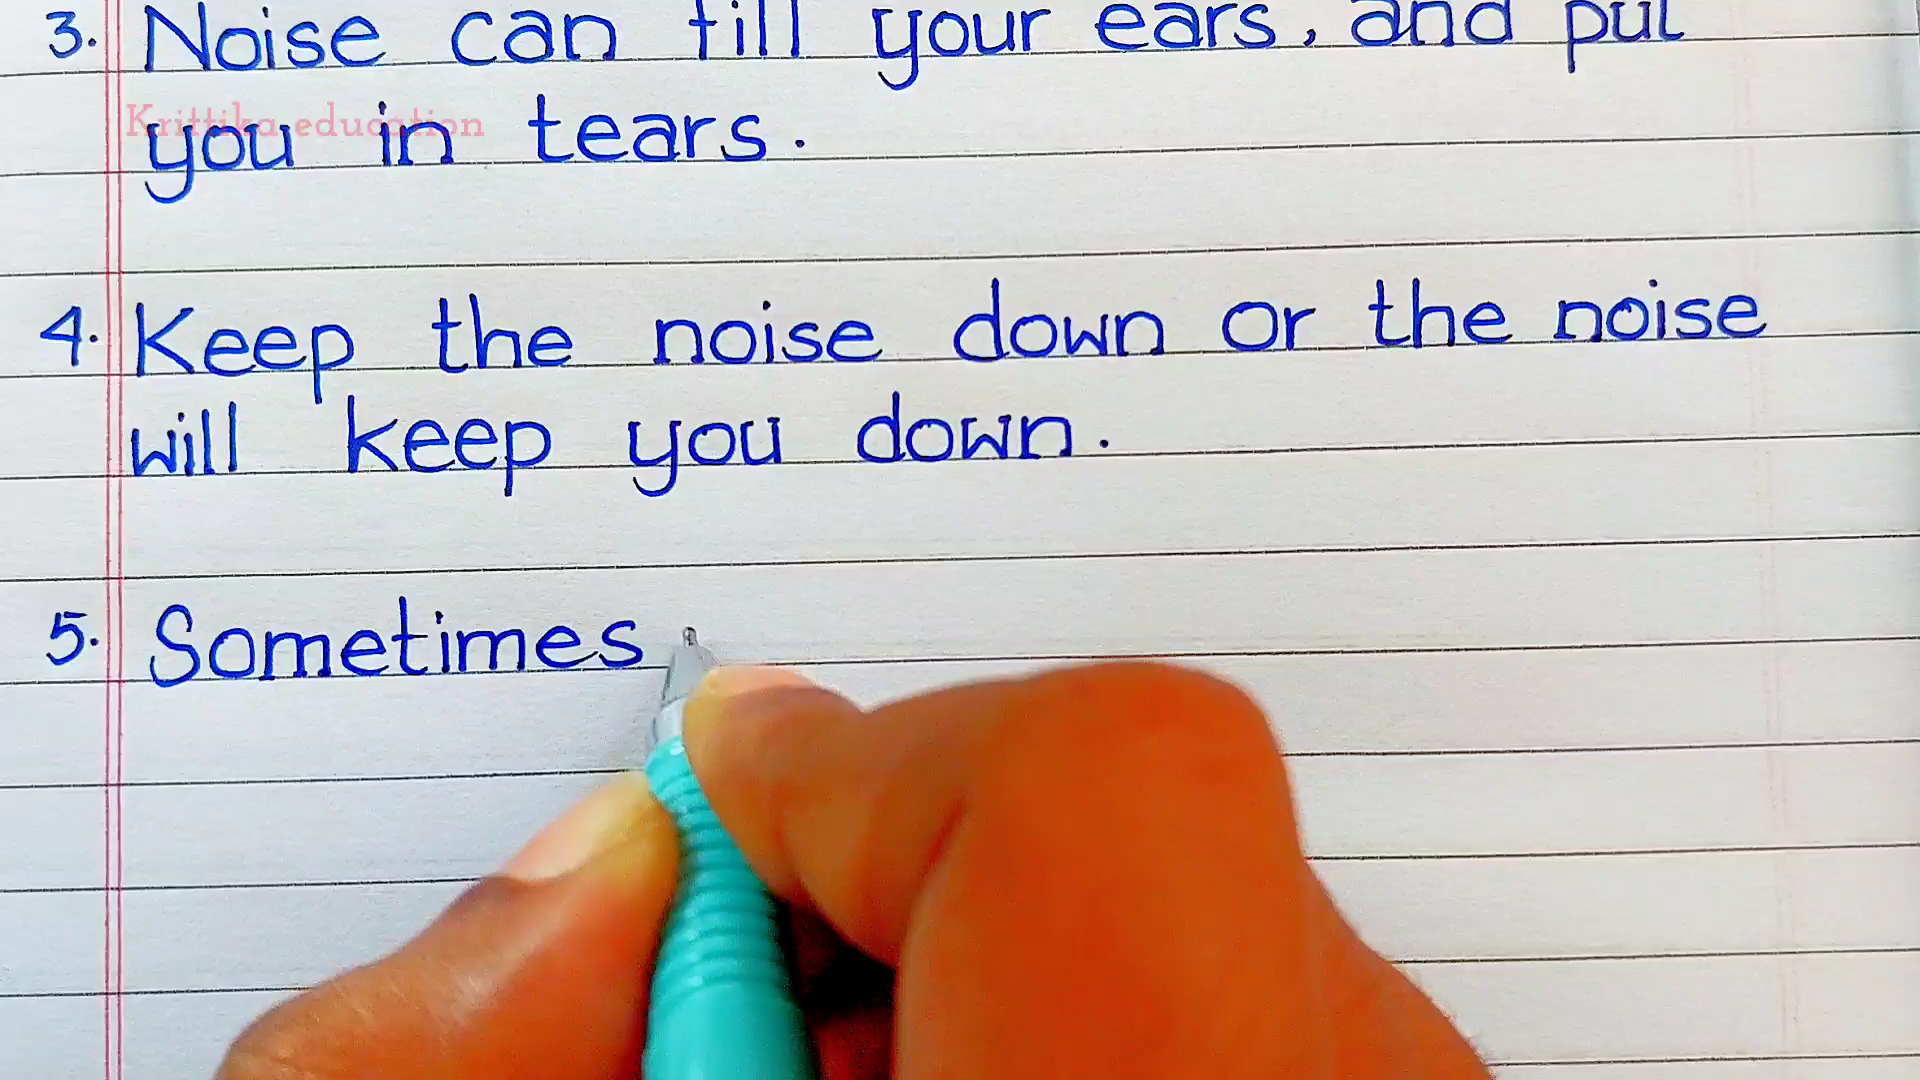 3. Noise can fill your ears, and put
Krittika education
you in tears.
4. Keep the noise down or the noise
will keep you down.
5. Sometimes